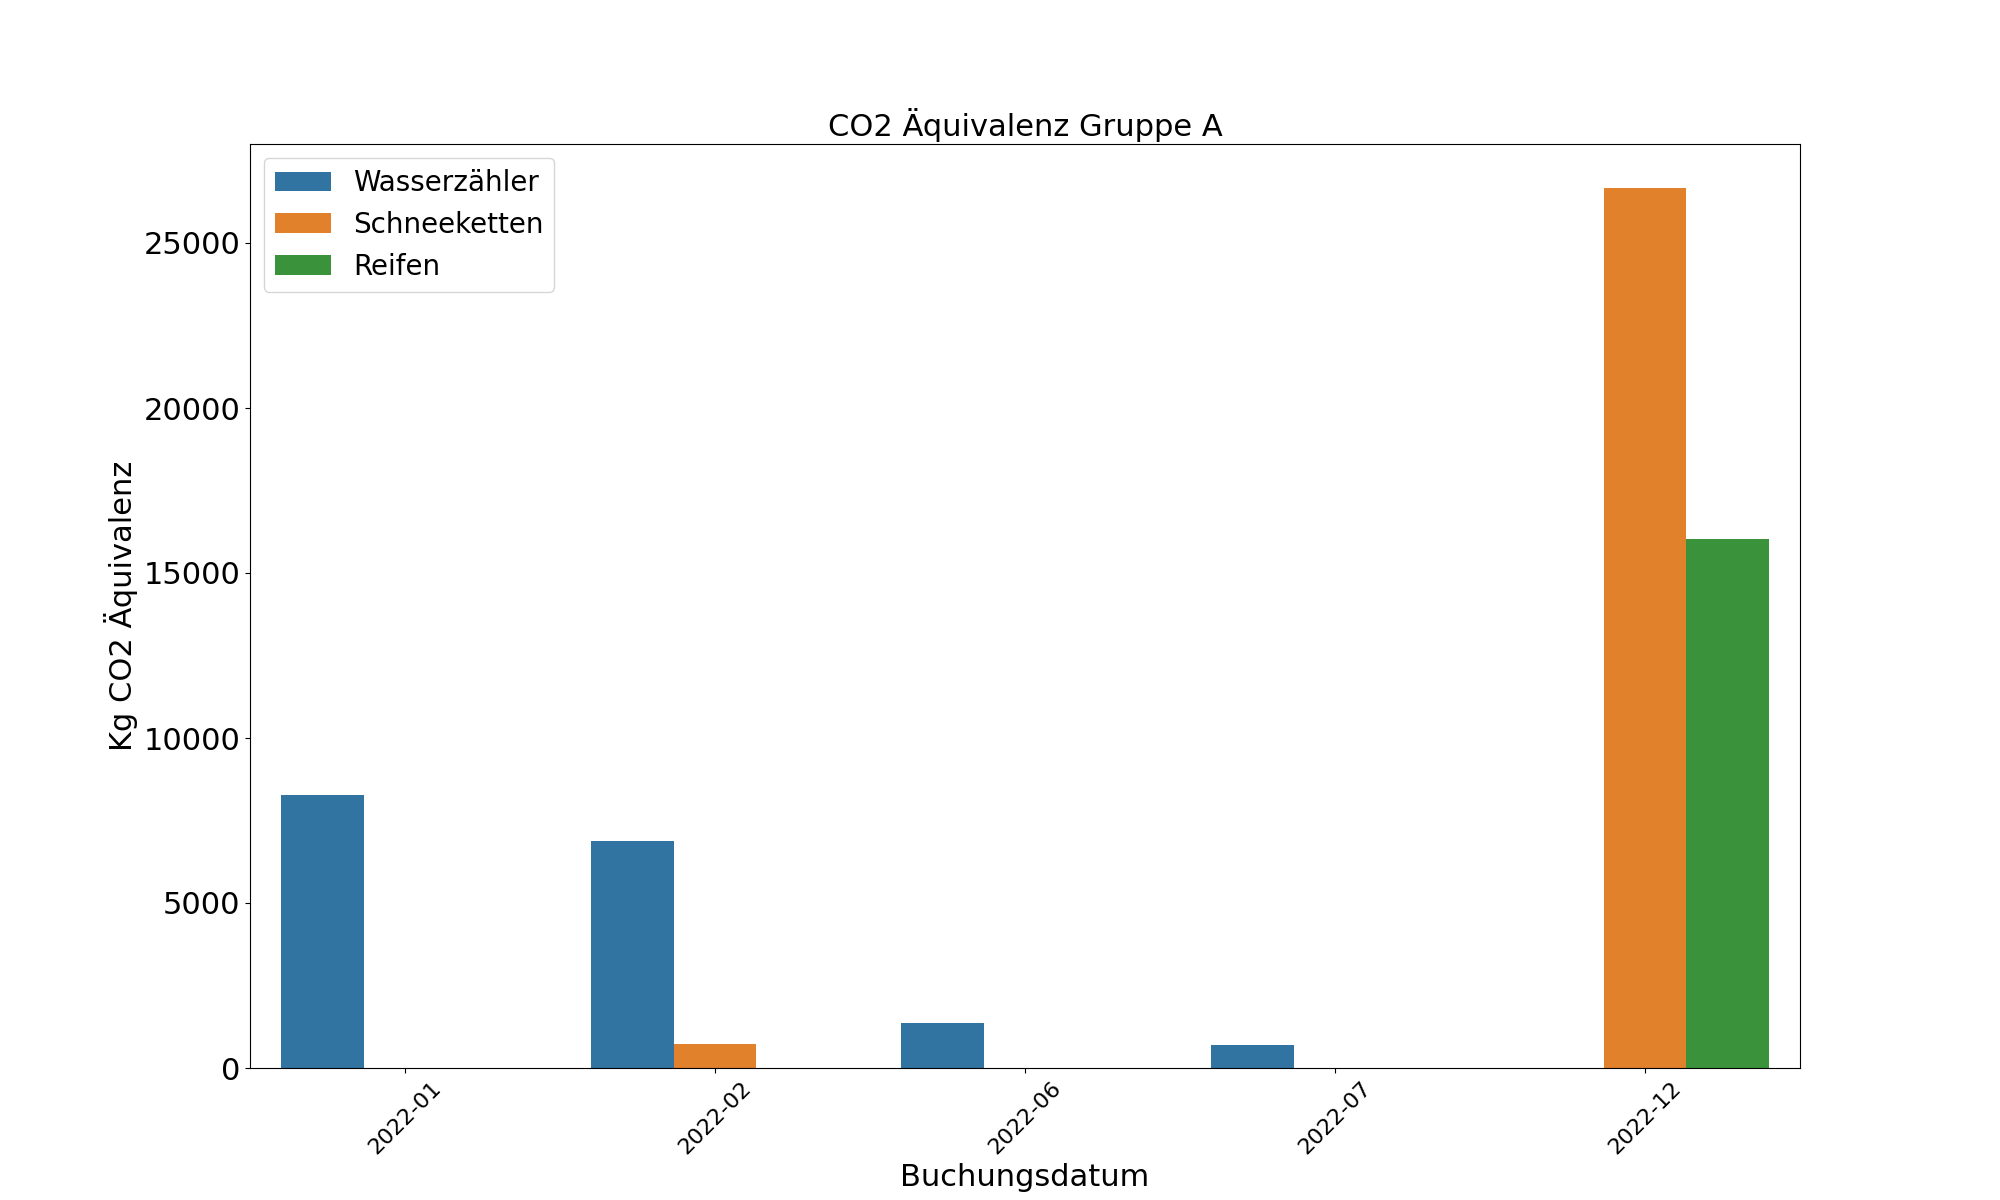 CO2 Äquivalenz Gruppe A
Wasserzähler
Schneeketten
Reifen
Kg CO2 Äquivalenz
25000
20000
15000
10000
5000
0
2022-01
2022-02
2022-06
2022-07
2022-12
Buchungsdatum